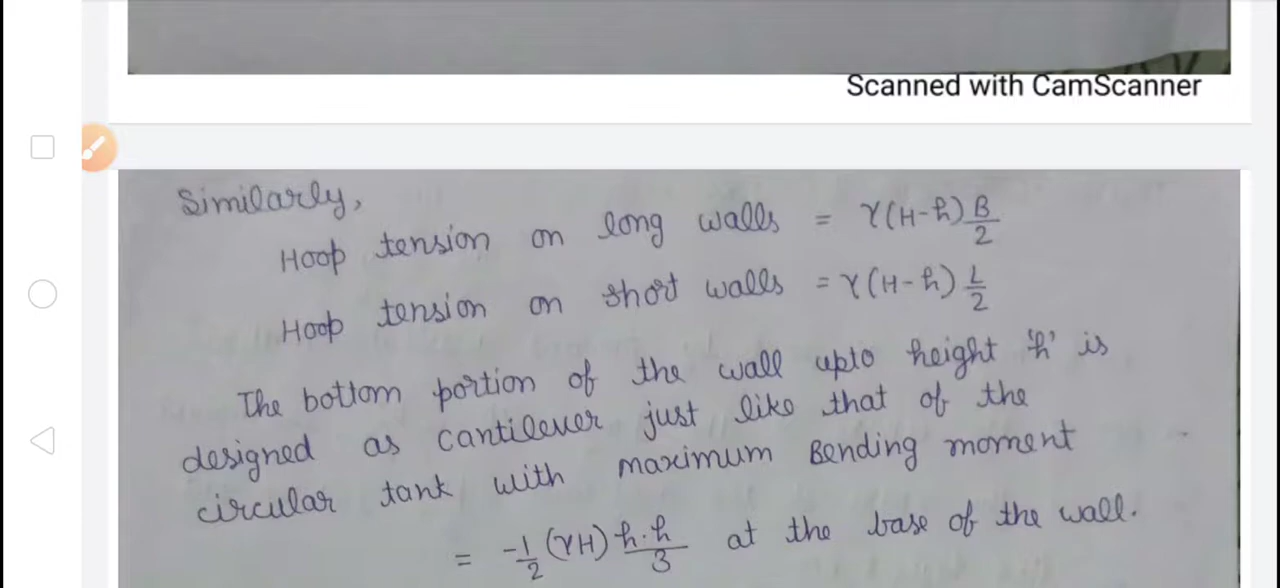 Scanned with CamScanner
Similarly,
Hoop tension on long walls = γ(H-h) B/2
Hoop tension on short walls = γ(H-h) L/2
The bottom portion of the wall upto height 'h' is
designed as cantilever just like that of the
circular tank with maximum Bending moment
= -1/2 (γH) h·h/3 at the base of the wall.